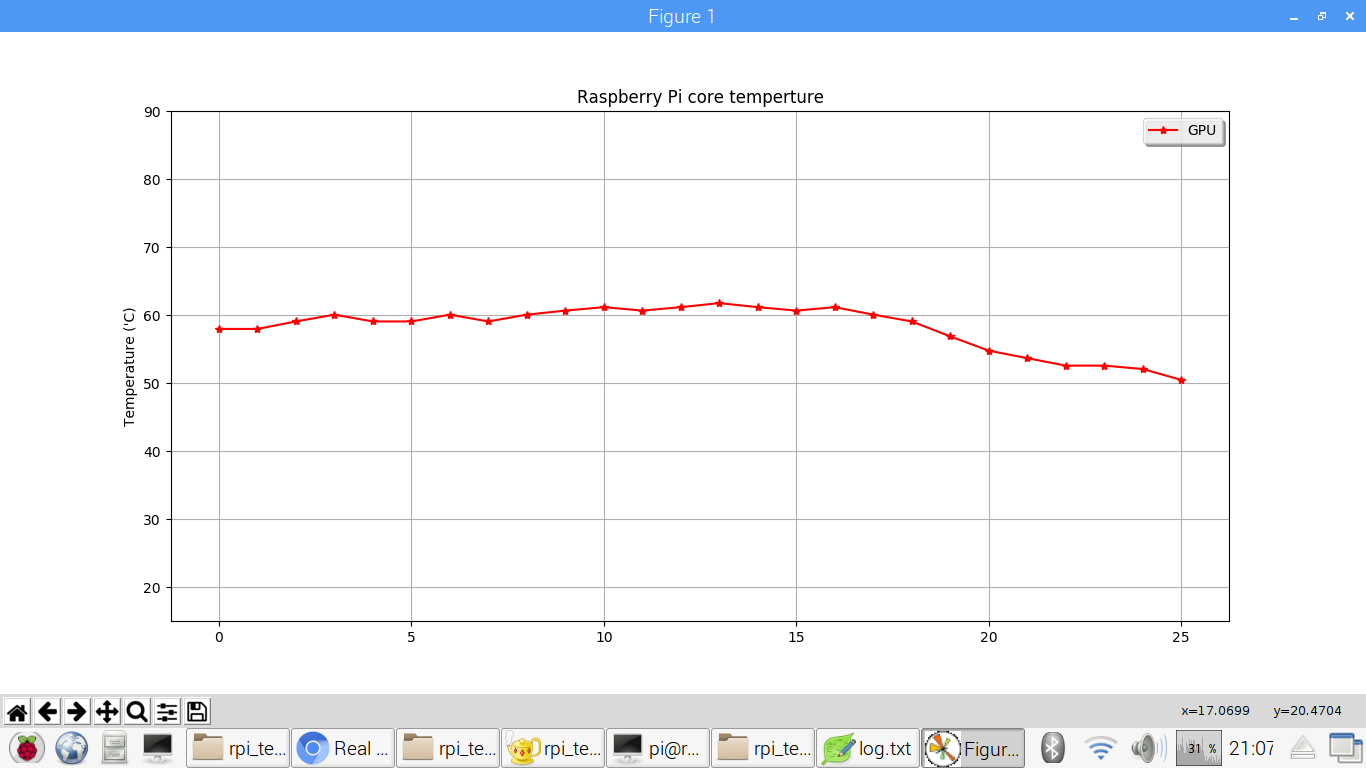 Figure 1
Raspberry Pi core temperture
GPU
90
80
70
60
50
40
30
20
Temperature ('C)
0 5 10 15 20 25
x=17.0699 y=20.4704
rpi_te... Real ... rpi_te... rpi_te... pi@r... rpi_te... log.txt Figur... 31 % 21:07